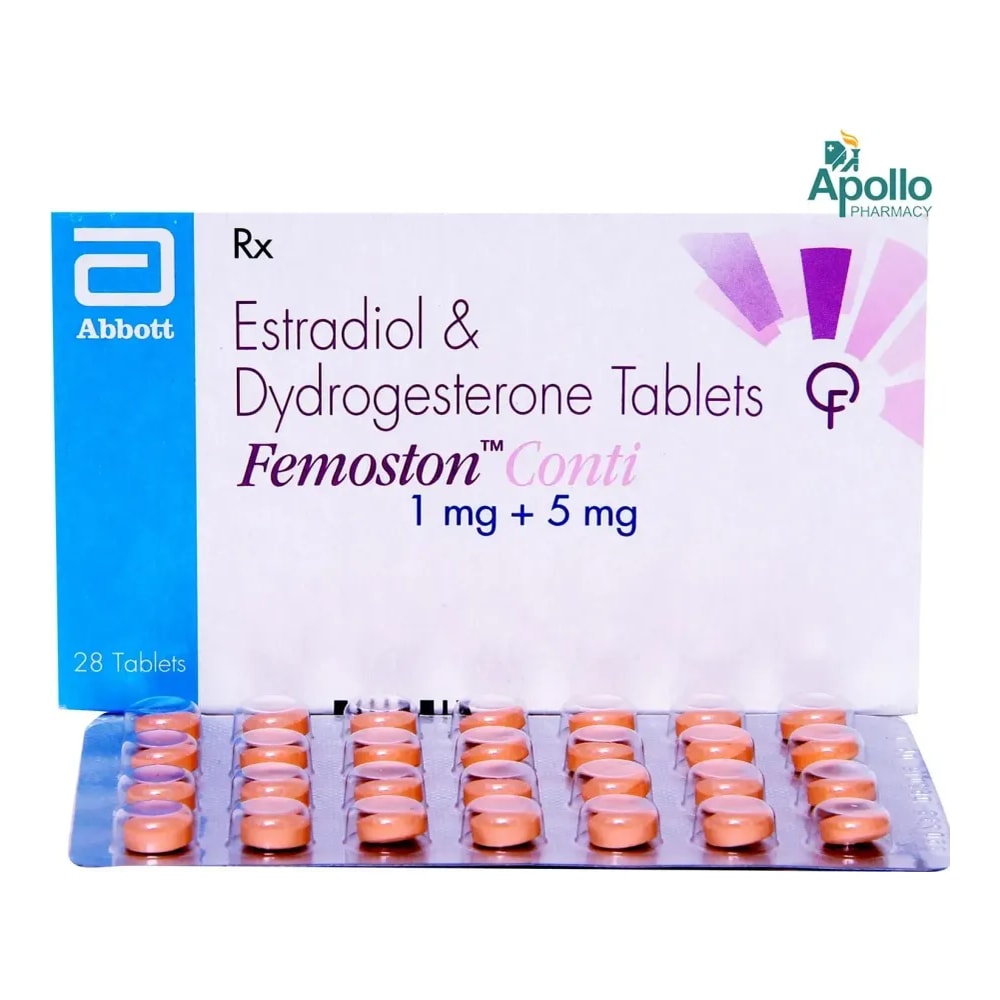 Apollo
PHARMACY
Abbott
Rx
Estradiol &
Dydrogesterone Tablets
Femoston™ Conti
1 mg + 5 mg
28 Tablets